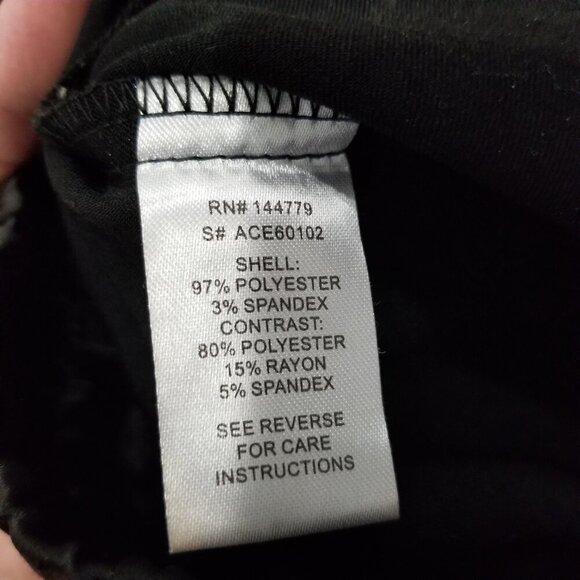 RN# 144779
S# ACE60102
SHELL:
97% POLYESTER
3% SPANDEX
CONTRAST:
80% POLYESTER
15% RAYON
5% SPANDEX
SEE REVERSE
FOR CARE
INSTRUCTIONS